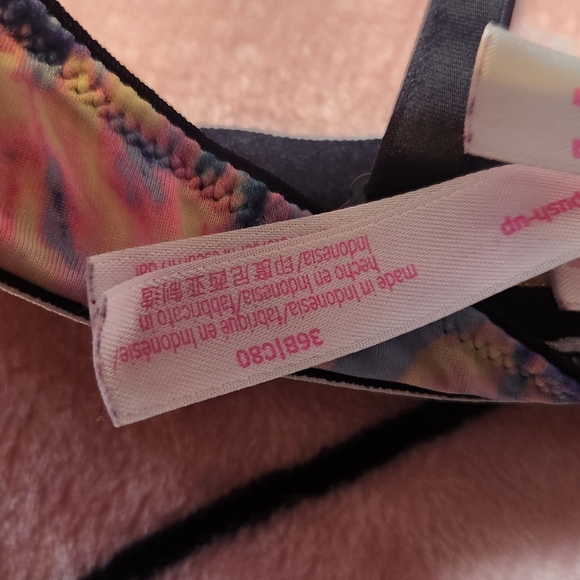 push-up
36B|C80
made in Indonesia/fabriqué en Indonésie/
hecho en Indonesia/fabbricato in
Indonesia/印度尼西亚制造